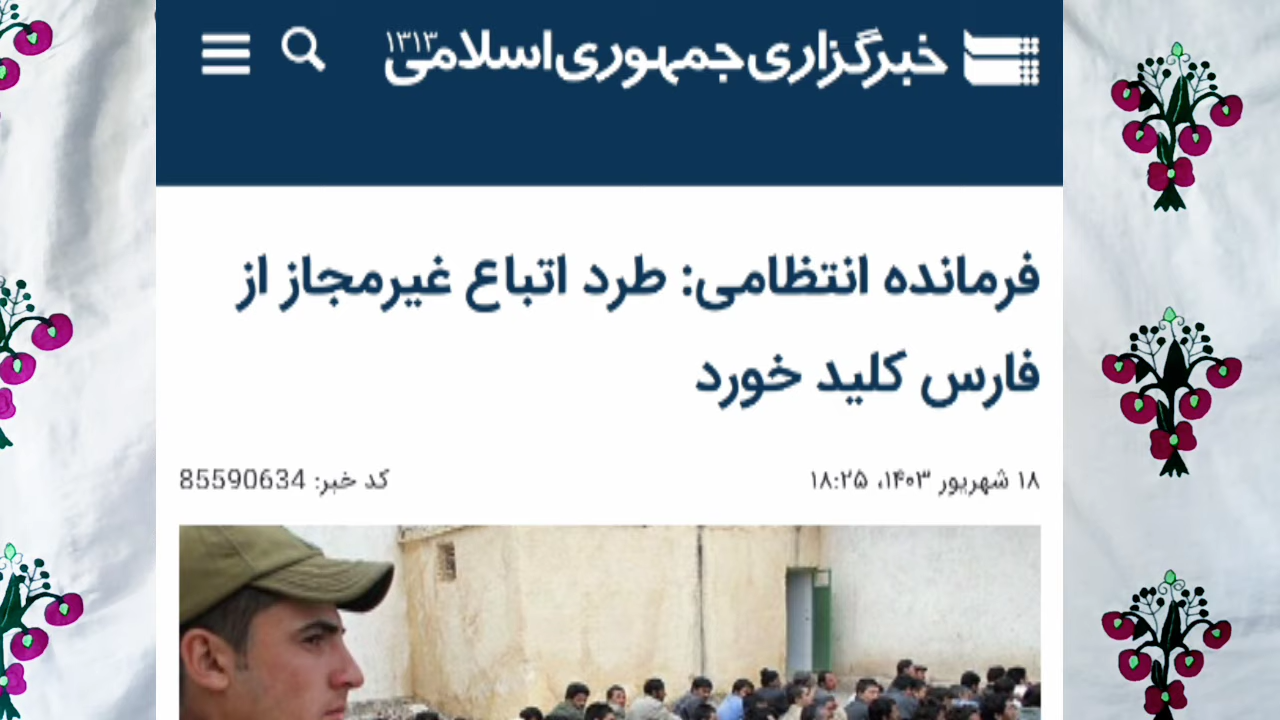 خبرگزاری جمهوری اسلامی ۱۳۱۳
فرمانده انتظامی: طرد اتباع غیرمجاز از
فارس کلید خورد
۱۸ شهریور ۱۴۰۳، ۱۸:۲۵
کد خبر: 85590634